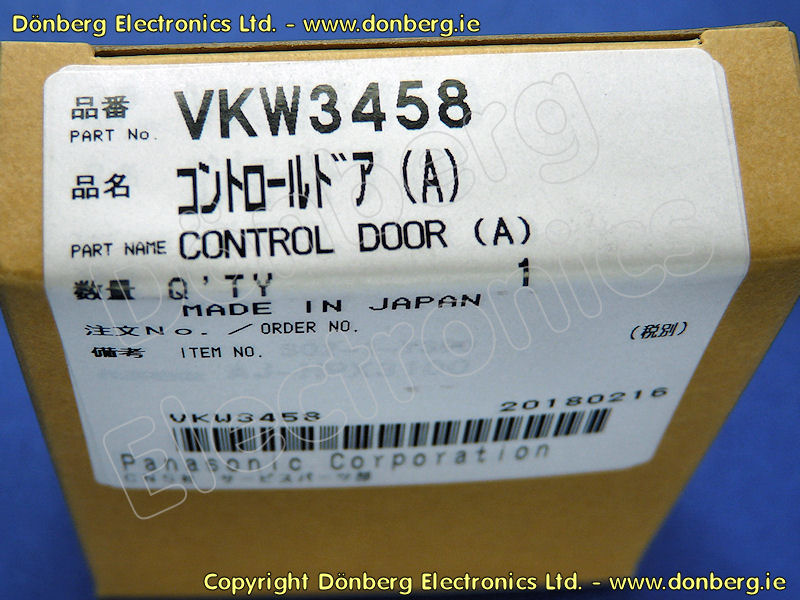 Dönberg Electronics Ltd. - www.donberg.ie
品番 VKW3458
PART No.
品名 コントロールドア (A)
PART NAME CONTROL DOOR (A)
数量 Q'TY 1
MADE IN JAPAN
注文No. / ORDER NO.
(税別)
備考 ITEM NO.
VKW3458 20180216
Panasonic Corporation
Dönberg Electronics
Copyright Dönberg Electronics Ltd. - www.donberg.ie